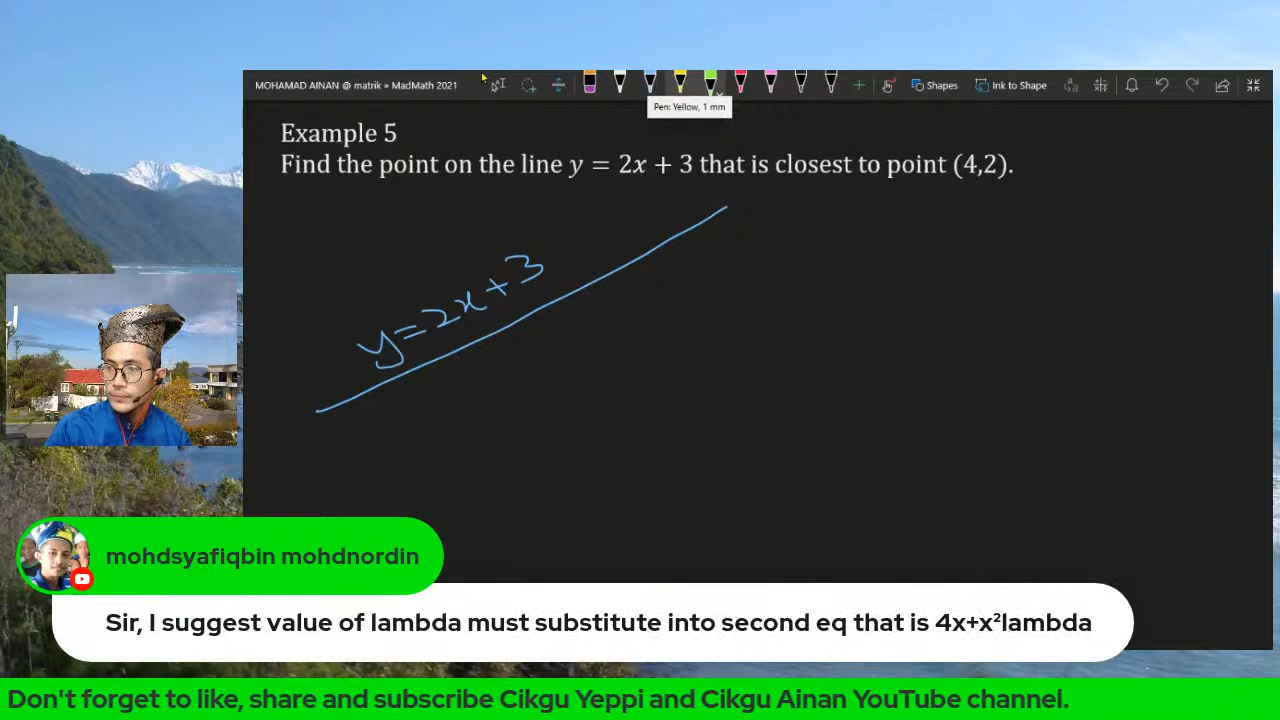 MOHAMAD AINAN @ matrik » MadMath 2021
Shapes
Ink to Shape
Pen: Yellow, 1 mm
Example 5
Find the point on the line y = 2x + 3 that is closest to point (4,2).
y=2x+3
mohdsyafiqbin mohdnordin
Sir, I suggest value of lambda must substitute into second eq that is 4x+x²lambda
Don't forget to like, share and subscribe Cikgu Yeppi and Cikgu Ainan YouTube channel.